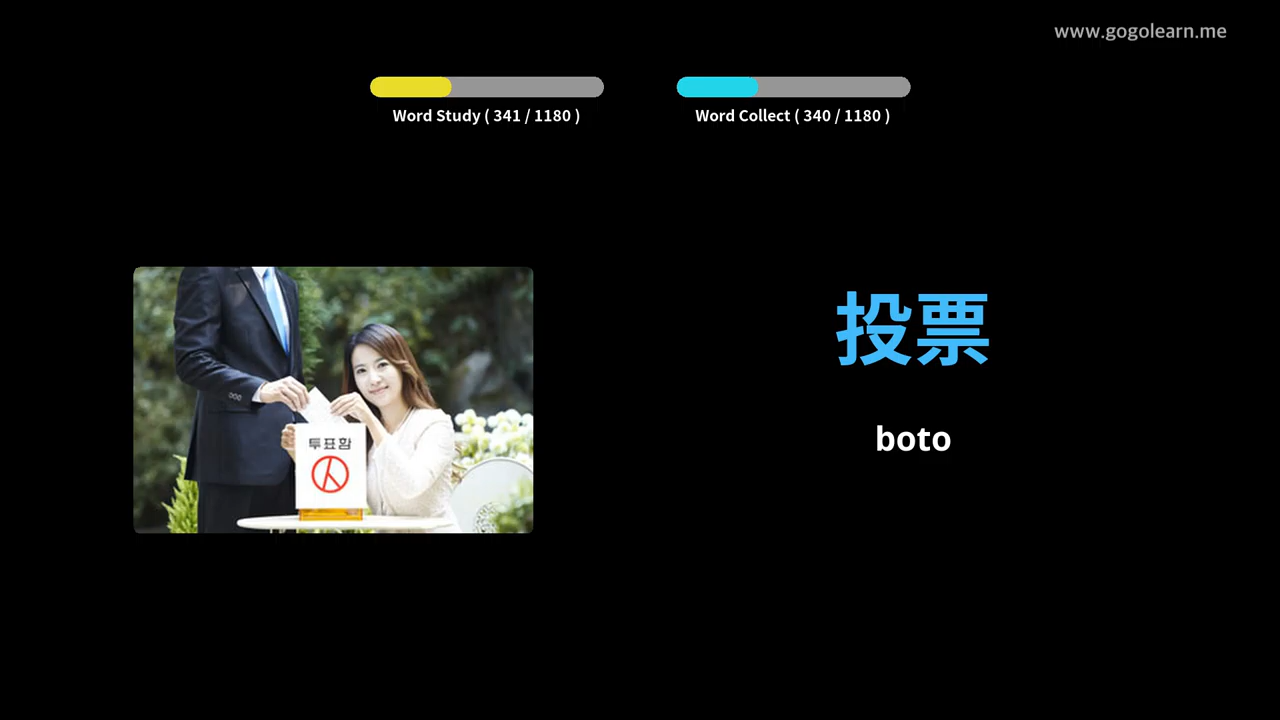 www.gogolearn.me
Word Study ( 341 / 1180 )
Word Collect ( 340 / 1180 )
투표함
投票
boto